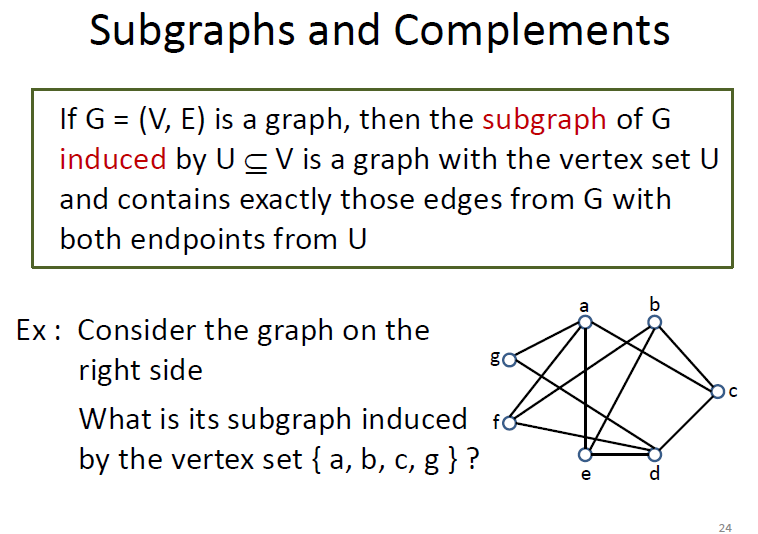 Subgraphs and Complements
If G = (V, E) is a graph, then the subgraph of G
induced by U ⊆ V is a graph with the vertex set U
and contains exactly those edges from G with
both endpoints from U
Ex : Consider the graph on the
right side
What is its subgraph induced
by the vertex set { a, b, c, g } ?
a
b
g
c
f
e
d
24